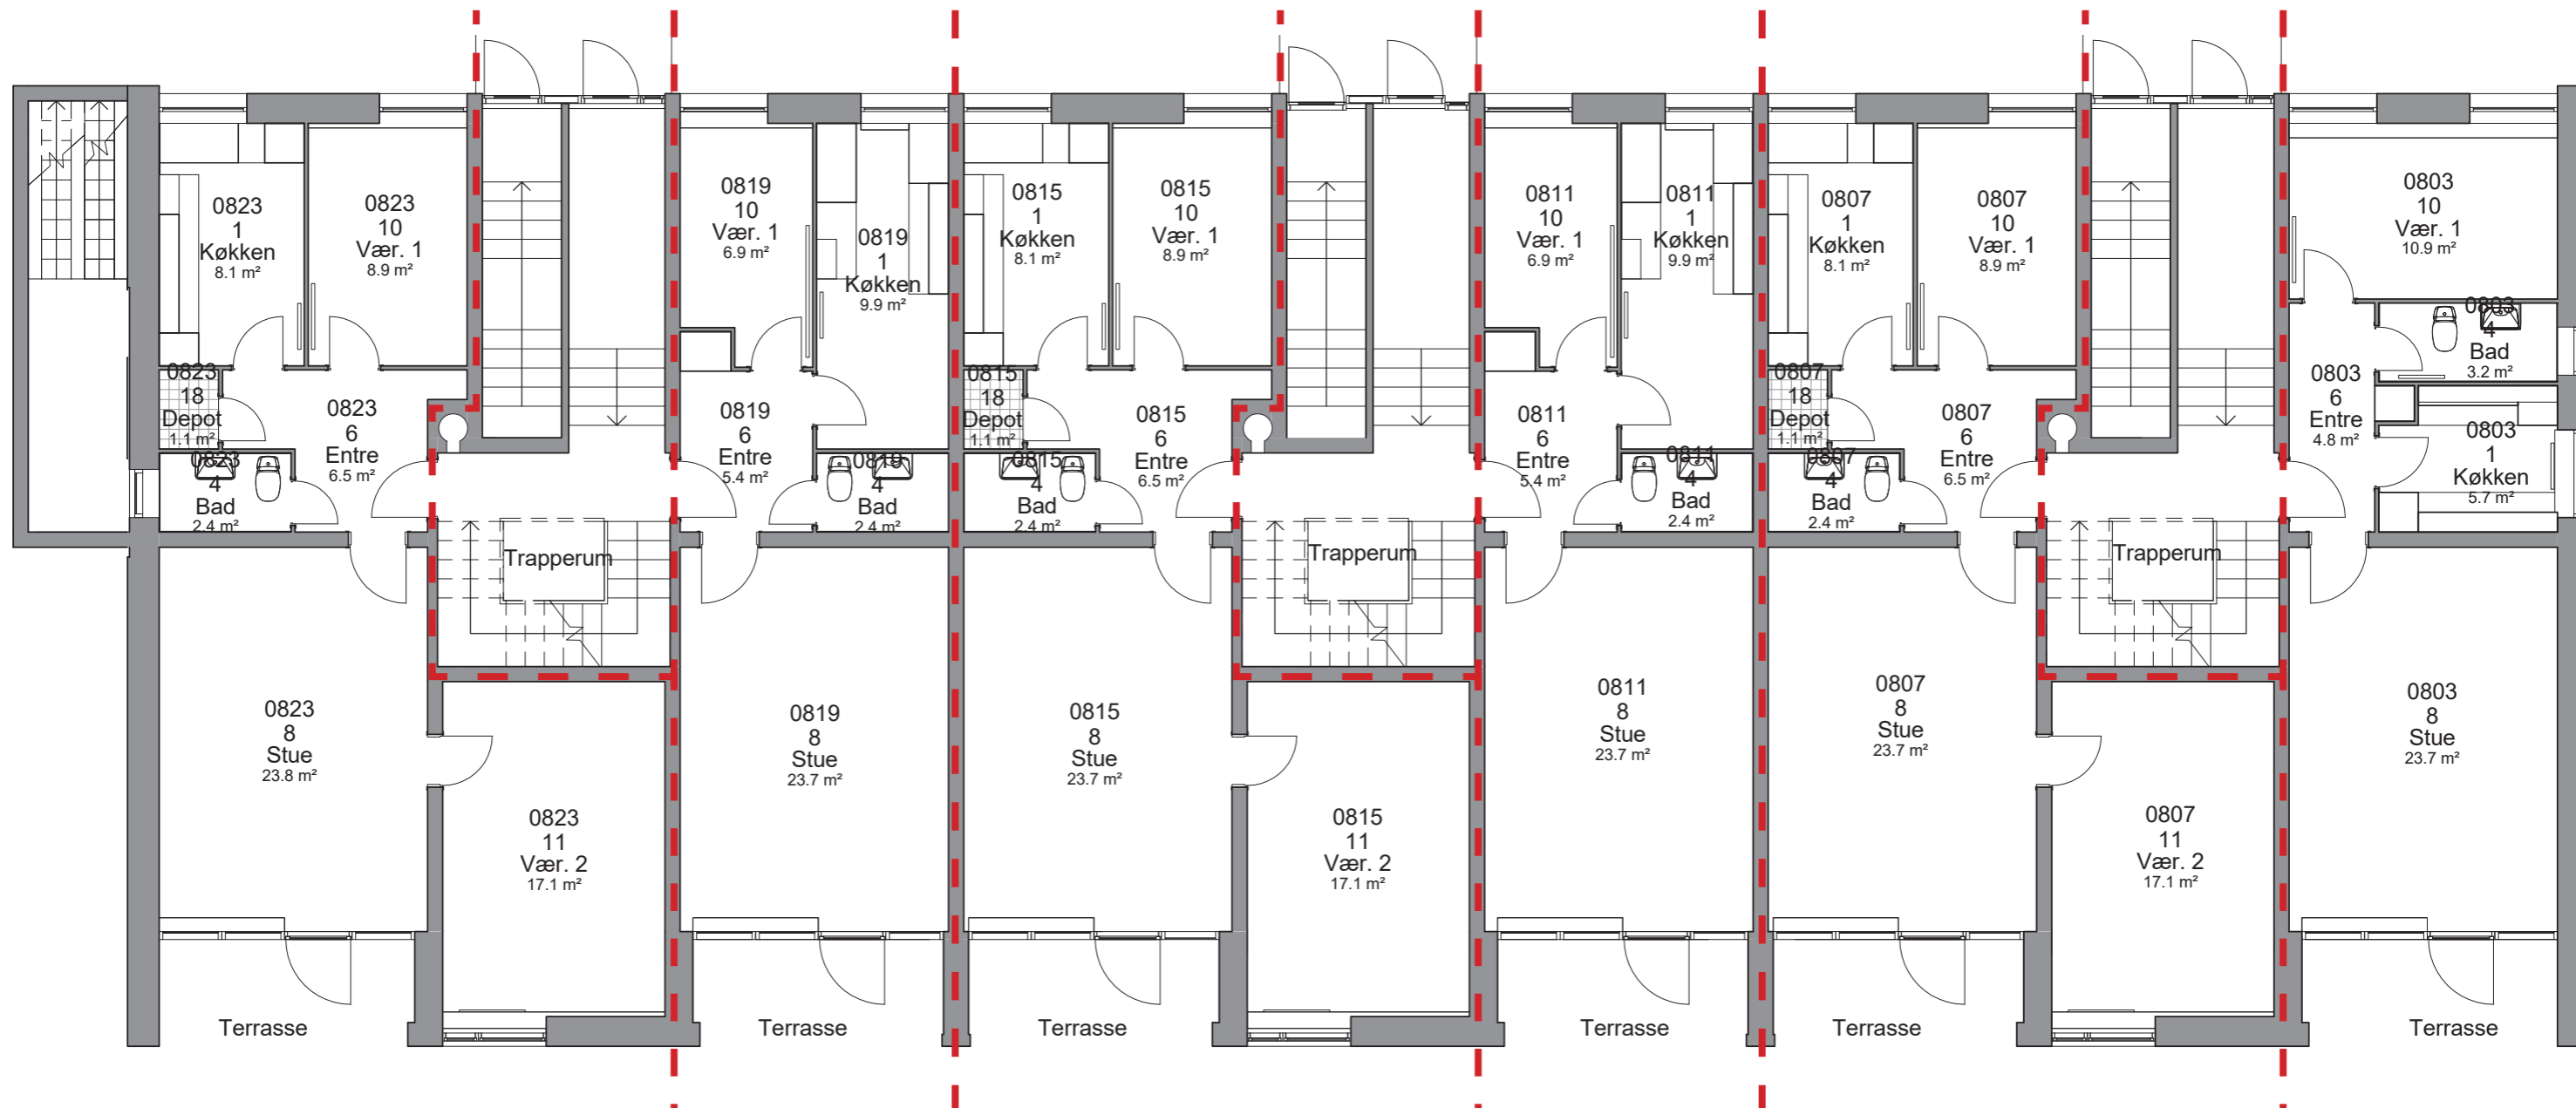 0823
1
Køkken
8.1 m²
0823
10
Vær. 1
8.9 m²
0819
10
Vær. 1
6.9 m²
0819
1
Køkken
9.9 m²
0815
1
Køkken
8.1 m²
0815
10
Vær. 1
8.9 m²
0811
10
Vær. 1
6.9 m²
0811
1
Køkken
9.9 m²
0807
1
Køkken
8.1 m²
0807
10
Vær. 1
8.9 m²
0803
10
Vær. 1
10.9 m²
0823
18
Depot
1.1 m²
0823
6
Entre
6.5 m²
0823
4
Bad
2.4 m²
0819
6
Entre
5.4 m²
0819
4
Bad
2.4 m²
0815
18
Depot
1.1 m²
0815
6
Entre
6.5 m²
0815
4
Bad
2.4 m²
0811
6
Entre
5.4 m²
0811
4
Bad
2.4 m²
0807
18
Depot
1.1 m²
0807
6
Entre
6.5 m²
0807
4
Bad
2.4 m²
0803
4
Bad
3.2 m²
0803
6
Entre
4.8 m²
0803
1
Køkken
5.7 m²
Trapperum
Trapperum
Trapperum
0823
8
Stue
23.8 m²
0823
11
Vær. 2
17.1 m²
0819
8
Stue
23.7 m²
0815
8
Stue
23.7 m²
0815
11
Vær. 2
17.1 m²
0811
8
Stue
23.7 m²
0807
8
Stue
23.7 m²
0807
11
Vær. 2
17.1 m²
0803
8
Stue
23.7 m²
Terrasse
Terrasse
Terrasse
Terrasse
Terrasse
Terrasse